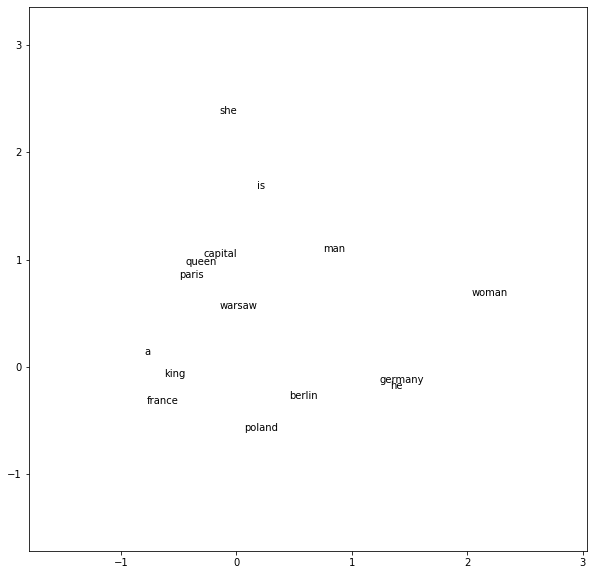 3
she
2
is
man
capital
1
queen
paris
woman
warsaw
a
0
king
germany
he
berlin
france
poland
−1
−1
0
1
2
3